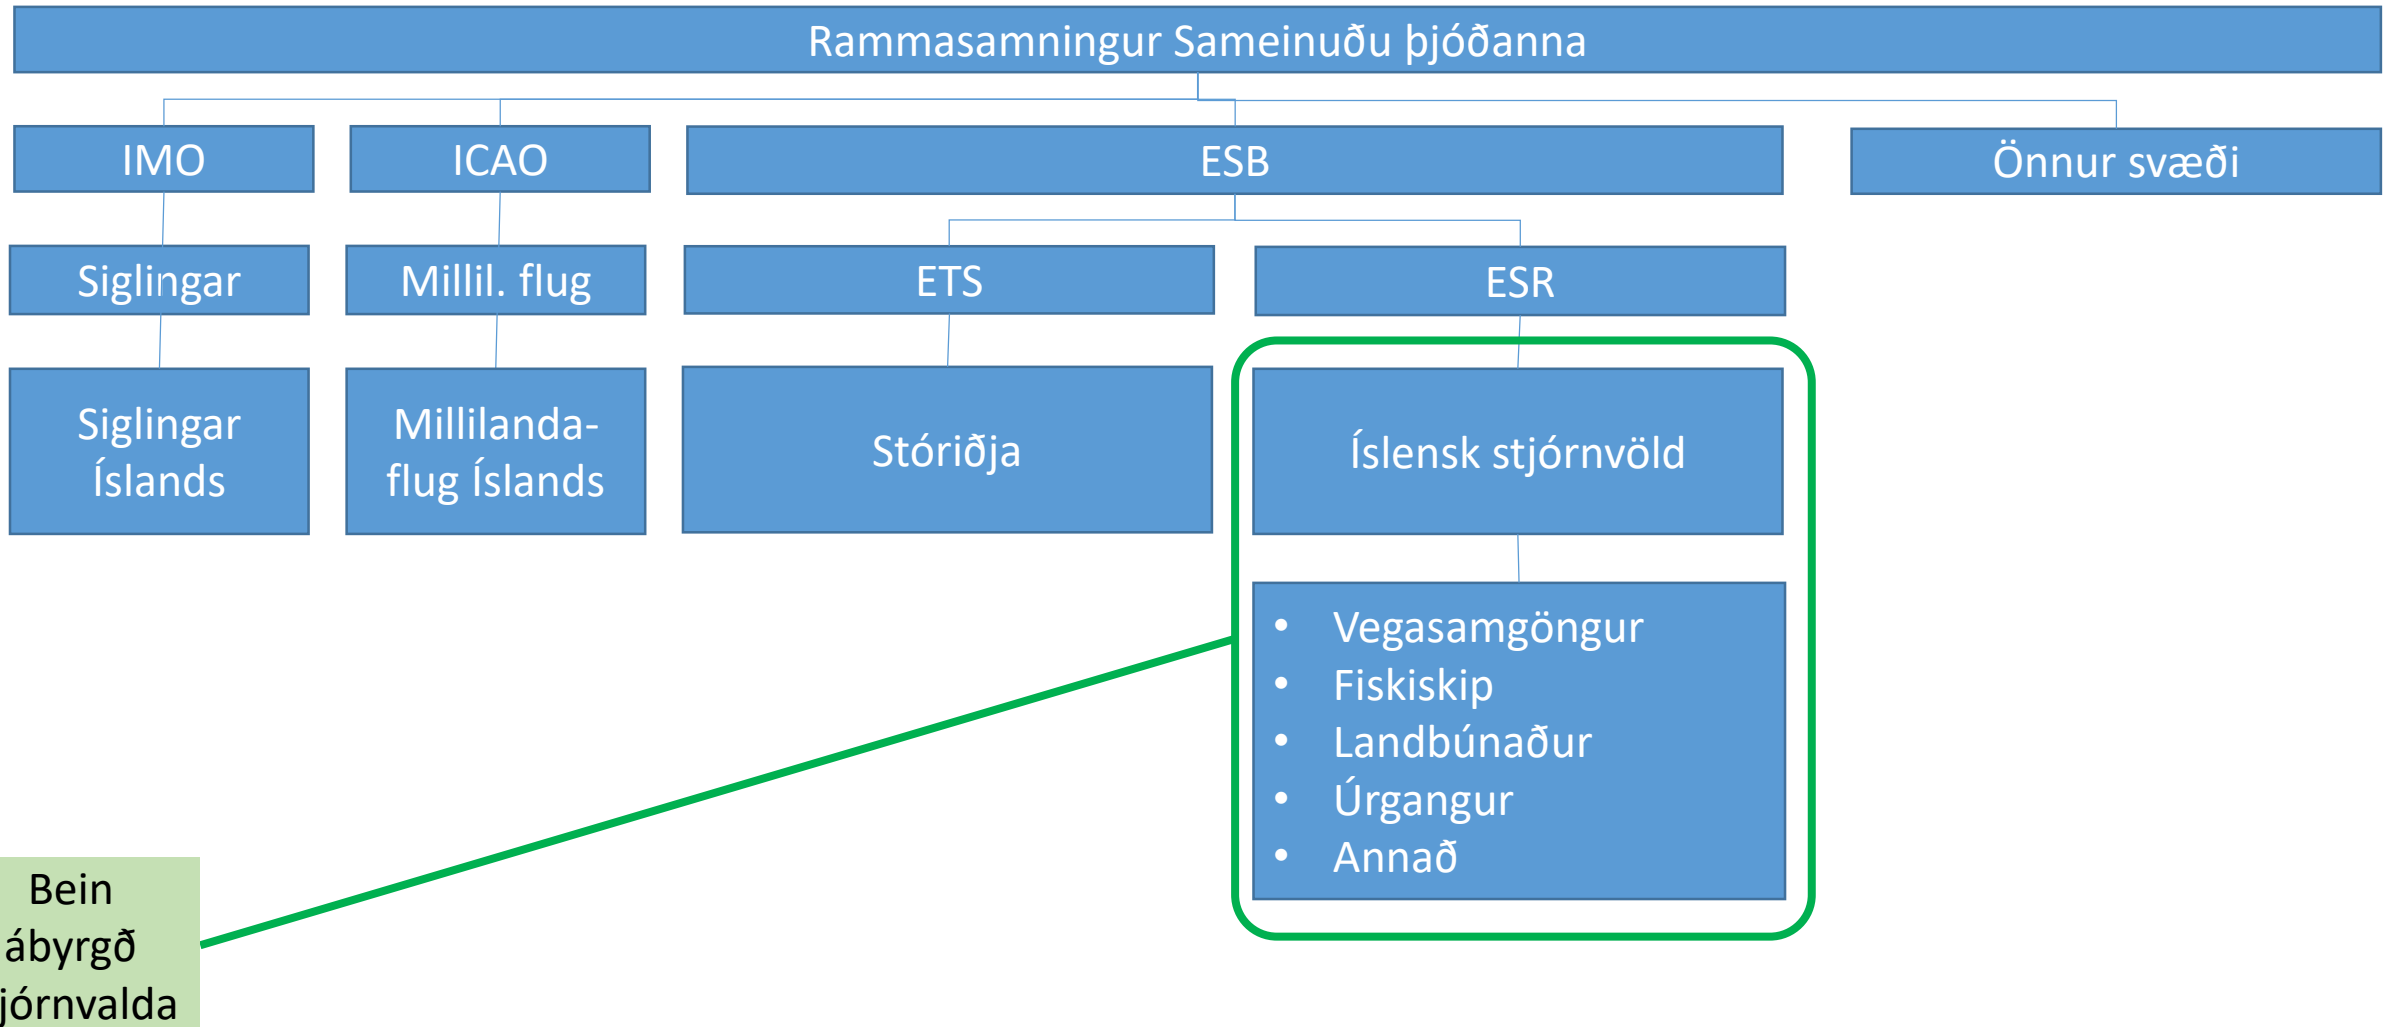 Rammasamningur Sameinuðu þjóðanna
IMO
ICAO
ESB
Önnur svæði
Siglingar
Millil. flug
ETS
ESR
Siglingar
Íslands
Millilanda-
flug Íslands
Stóriðja
Íslensk stjórnvöld
• Vegasamgöngur
• Fiskiskip
• Landbúnaður
• Úrgangur
• Annað
Bein
ábyrgð
jórnvalda